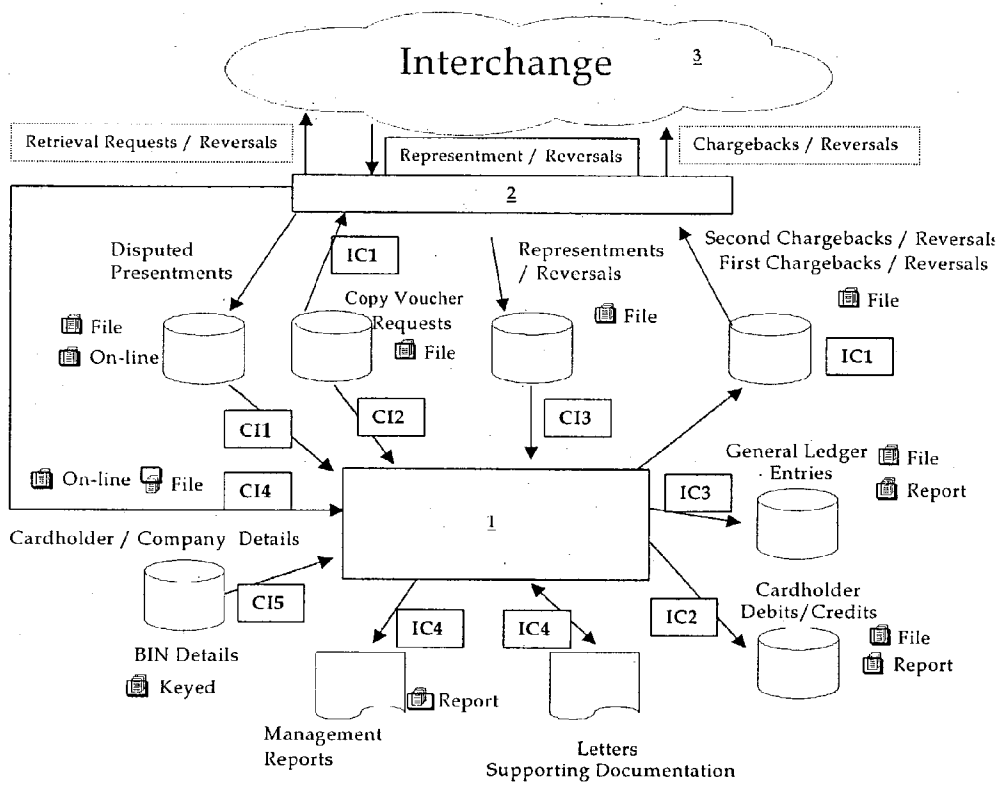 Interchange
3
Retrieval Requests / Reversals
Representment / Reversals
Chargebacks / Reversals
2
Disputed
Presentments
IC1
Representments
/ Reversals
Second Chargebacks / Reversals
First Chargebacks / Reversals
File
On-line
Copy Voucher
Requests
File
File
File
IC1
CI1
CI2
CI3
On-line
File
CI4
1
General Ledger
Entries
File
Report
IC3
Cardholder / Company Details
CI5
BIN Details
Keyed
IC4
IC4
IC2
Cardholder
Debits/Credits
File
Report
Report
Management
Reports
Letters
Supporting Documentation